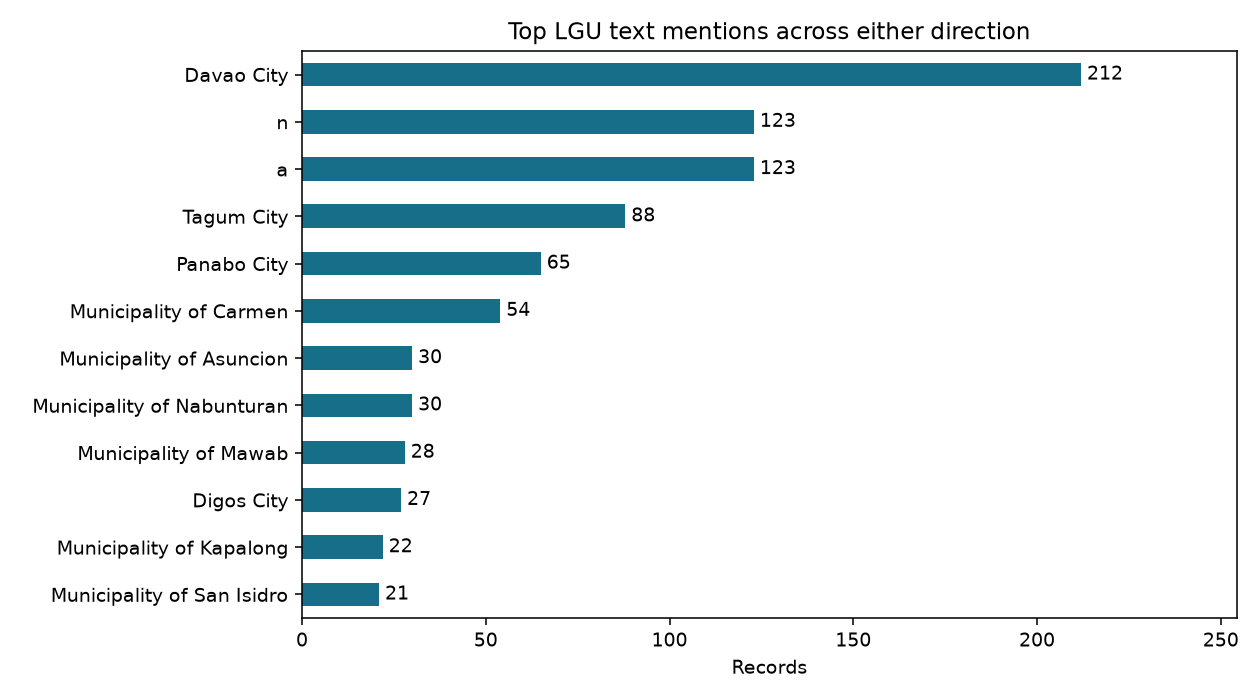 Top LGU text mentions across either direction
Davao City 212
n 123
a 123
Tagum City 88
Panabo City 65
Municipality of Carmen 54
Municipality of Asuncion 30
Municipality of Nabunturan 30
Municipality of Mawab 28
Digos City 27
Municipality of Kapalong 22
Municipality of San Isidro 21
0 50 100 150 200 250
Records